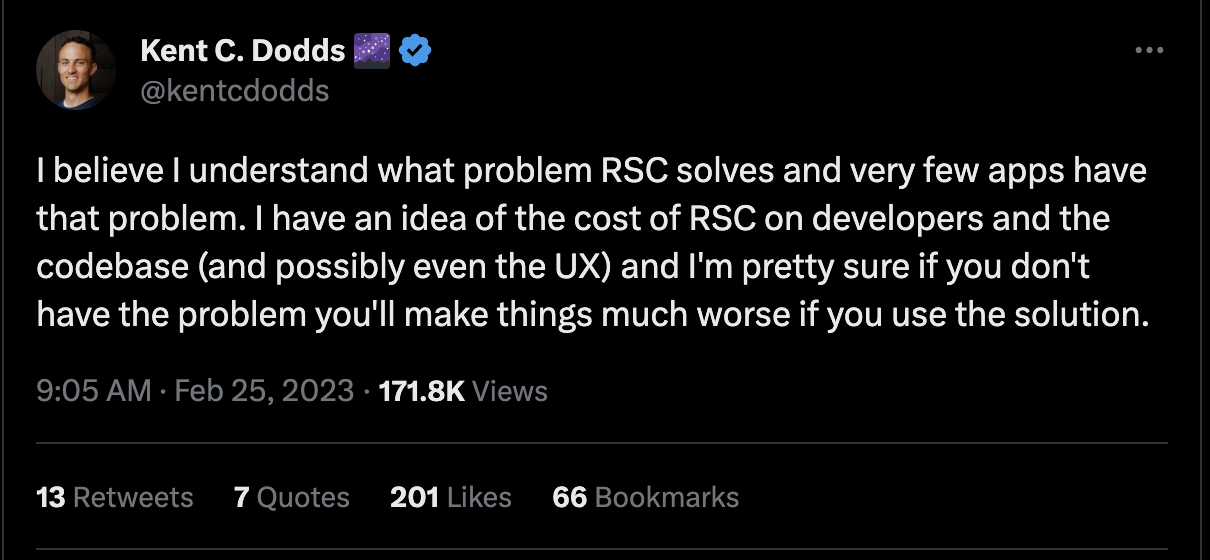 Kent C. Dodds
@kentcdodds
I believe I understand what problem RSC solves and very few apps have
that problem. I have an idea of the cost of RSC on developers and the
codebase (and possibly even the UX) and I'm pretty sure if you don't
have the problem you'll make things much worse if you use the solution.
9:05 AM · Feb 25, 2023 · 171.8K Views
13 Retweets 7 Quotes 201 Likes 66 Bookmarks